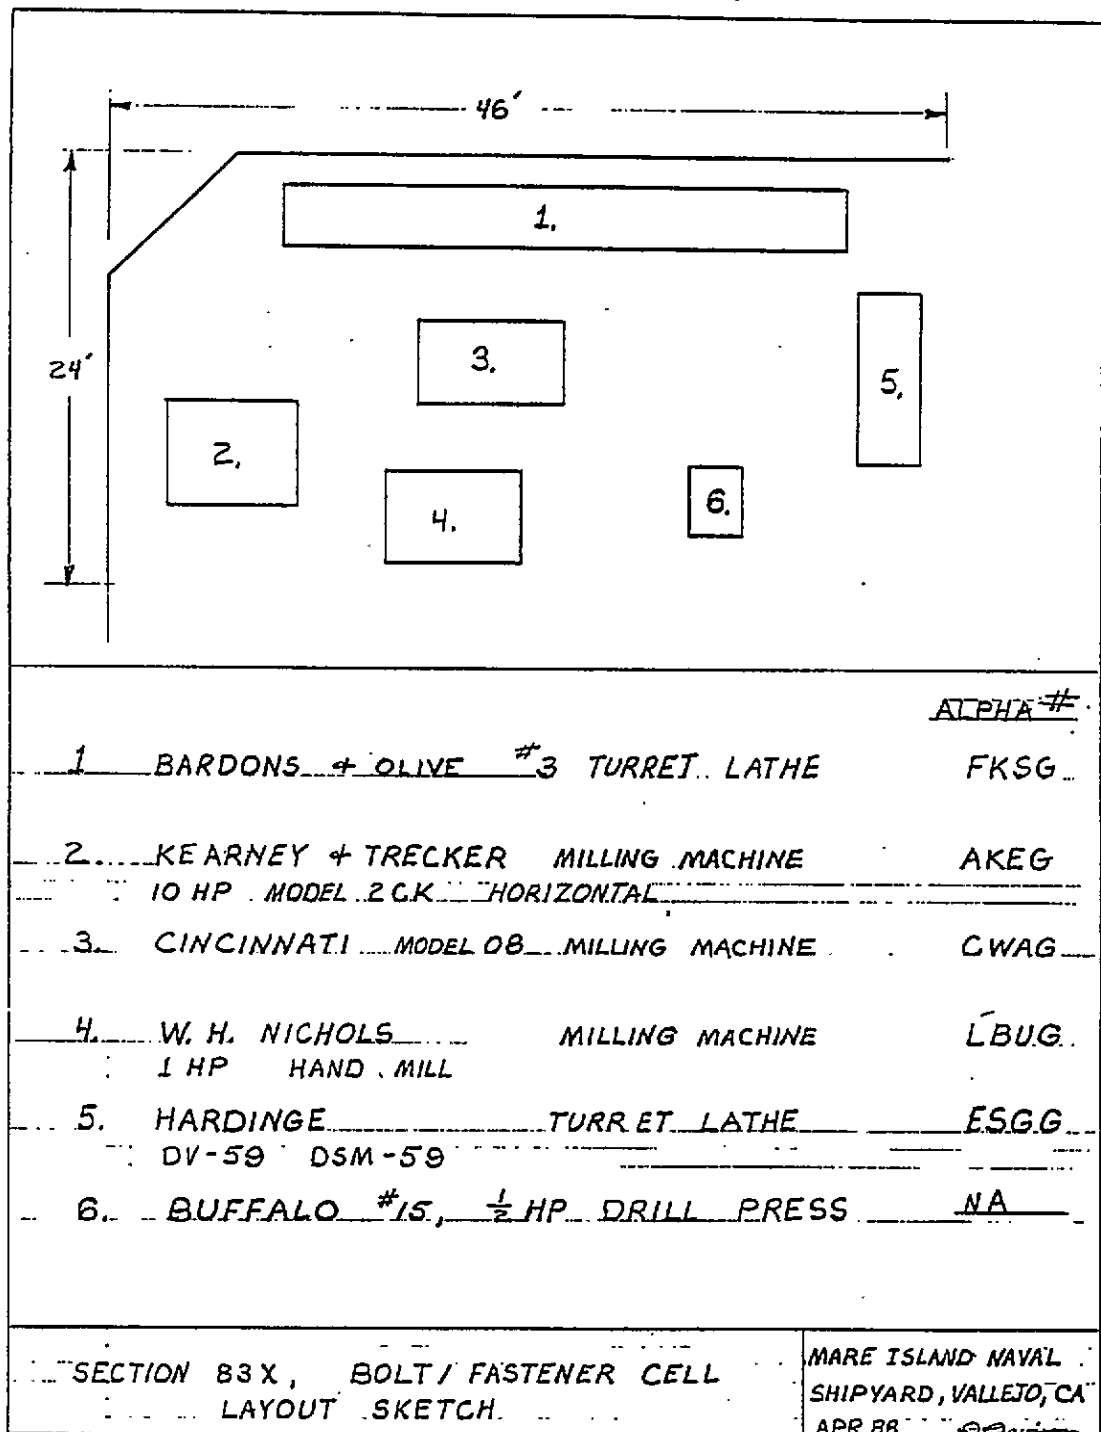 46'
1.
3.
24'
5.
2.
6.
4.
ALPHA #
1 BARDONS + OLIVE #3 TURRET LATHE FKSG
2. KEARNEY + TRECKER MILLING MACHINE AKEG
10 HP MODEL 2CK HORIZONTAL
3. CINCINNATI MODEL 08 MILLING MACHINE CWAG
4. W. H. NICHOLS MILLING MACHINE LBUG
1 HP HAND MILL
5. HARDINGE TURRET LATHE ESGG
DV-59 DSM-59
6. BUFFALO #15, 1/2 HP DRILL PRESS NA
SECTION 83X, BOLT/FASTENER CELL
LAYOUT SKETCH
MARE ISLAND NAVAL
SHIPYARD, VALLEJO, CA
APR 88